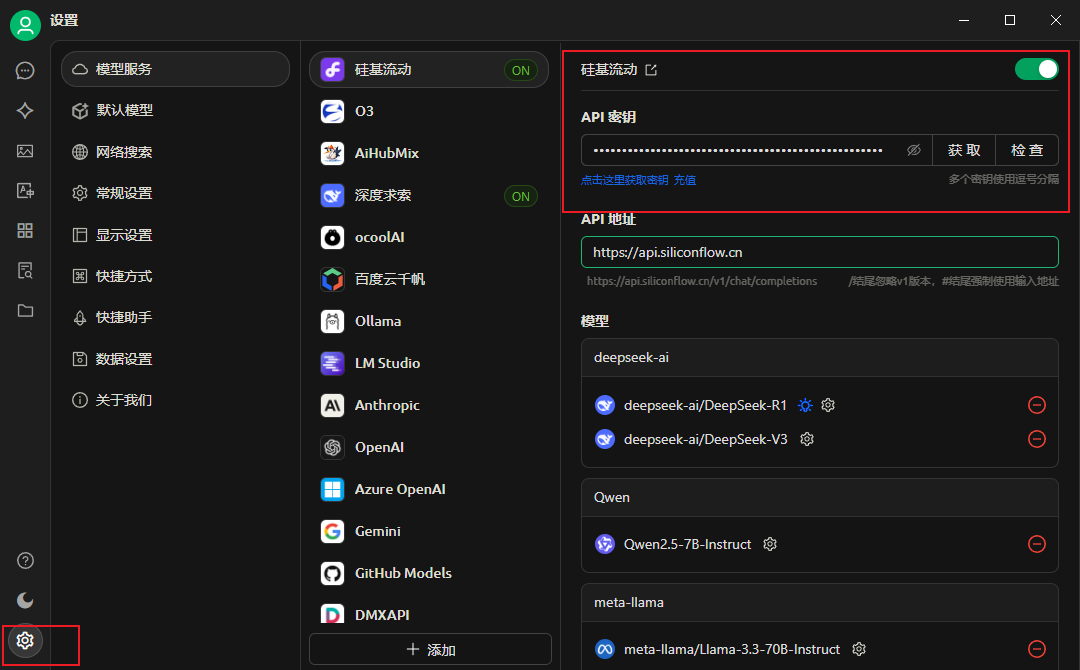 设置
模型服务
默认模型
网络搜索
常规设置
显示设置
快捷方式
快捷助手
数据设置
关于我们
硅基流动 ON
O3
AiHubMix
深度求索 ON
ocoolAI
百度云千帆
Ollama
LM Studio
Anthropic
OpenAI
Azure OpenAI
Gemini
GitHub Models
DMXAPI
添加
硅基流动
API 密钥
获取 检查
点击这里获取密钥 充值 多个密钥使用逗号分隔
API 地址
https://api.siliconflow.cn
https://api.siliconflow.cn/v1/chat/completions /结尾忽略v1版本，#结尾强制使用输入地址
模型
deepseek-ai
deepseek-ai/DeepSeek-R1
deepseek-ai/DeepSeek-V3
Qwen
Qwen2.5-7B-Instruct
meta-llama
meta-llama/Llama-3.3-70B-Instruct